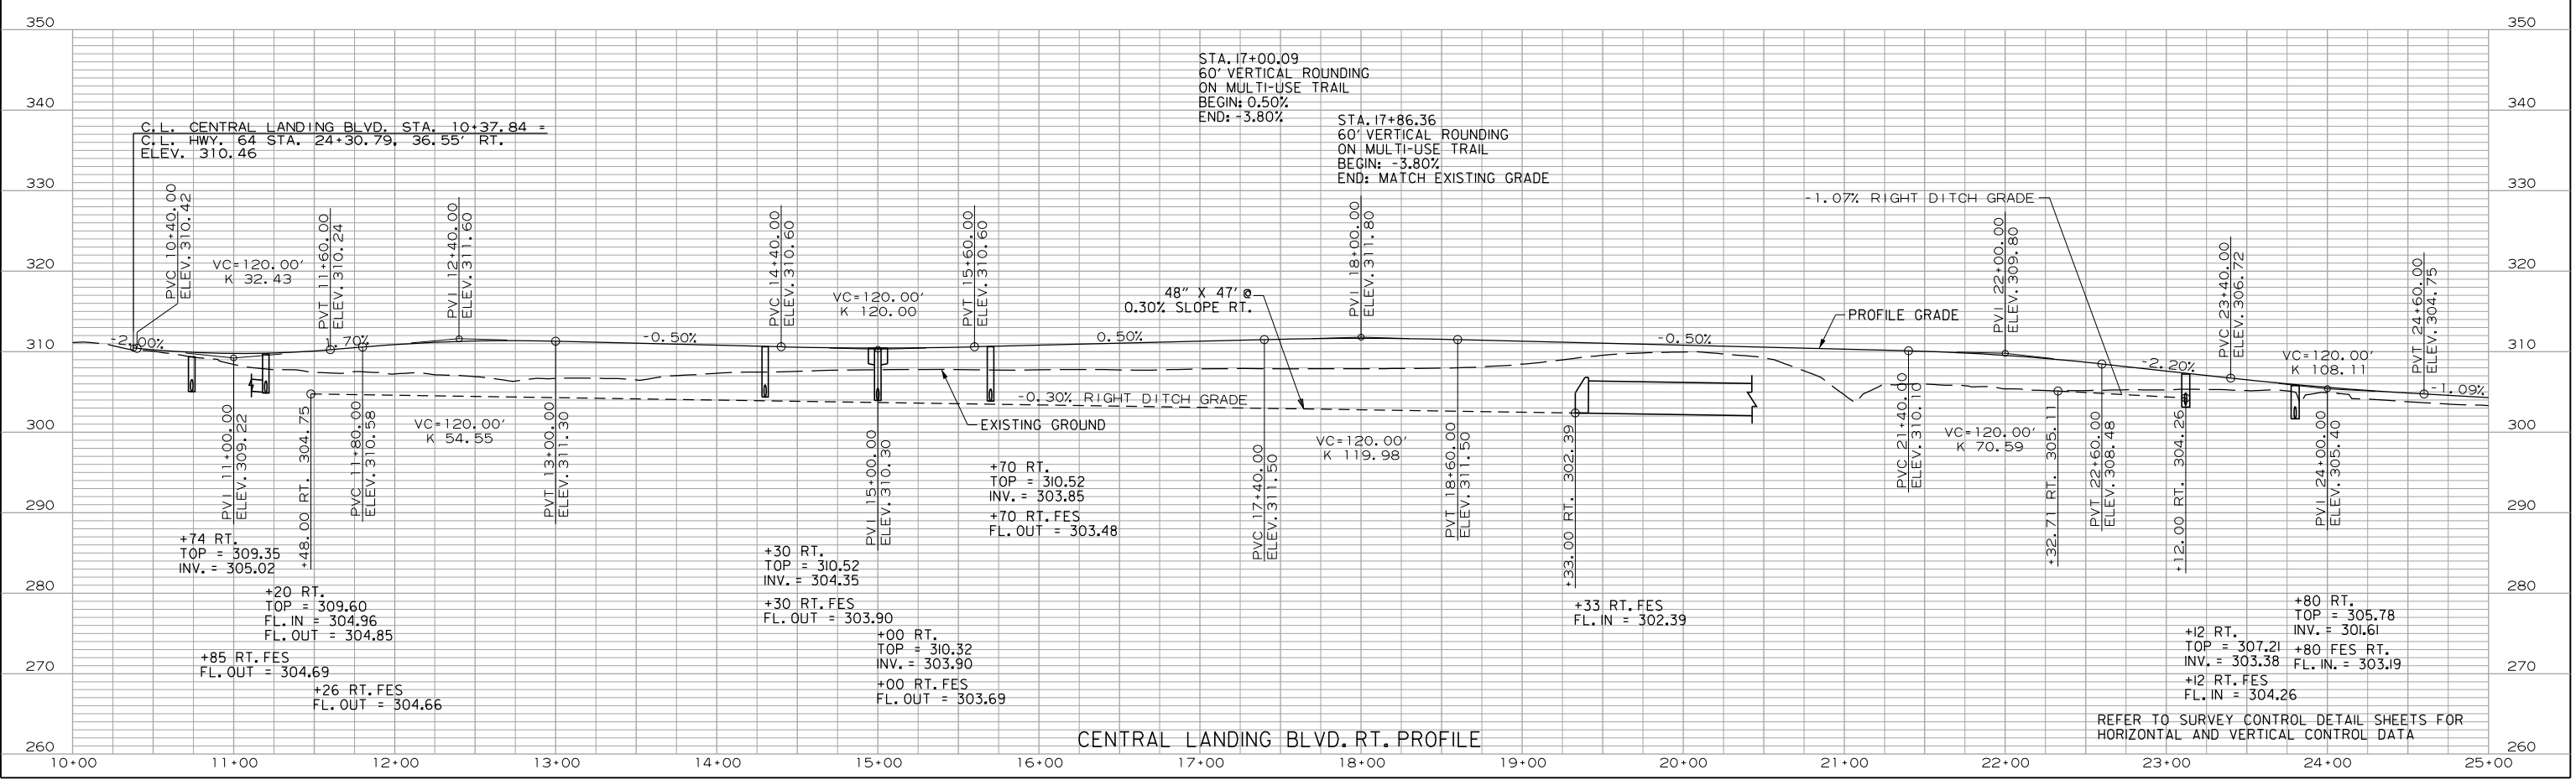 350
350
340
340
330
330
320
320
310
310
300
300
290
290
280
280
270
270
260
260
C.L. CENTRAL LANDING BLVD. STA. 10+37.84 =
C.L. HWY. 64 STA. 24+30.79, 36.55' RT.
ELEV. 310.46
STA. 17+00.09
60' VERTICAL ROUNDING
ON MULTI-USE TRAIL
BEGIN: 0.50%
END: -3.80%
STA. 17+86.36
60' VERTICAL ROUNDING
ON MULTI-USE TRAIL
BEGIN: -3.80%
END: MATCH EXISTING GRADE
-1.07% RIGHT DITCH GRADE
PVC 10+40.00
ELEV. 310.42
VC=120.00'
K 32.43
PVT 11+60.00
ELEV. 310.24
PVI 12+40.00
ELEV. 311.60
PVC 14+40.00
ELEV. 310.60
VC=120.00'
K 120.00
PVT 15+60.00
ELEV. 310.60
48" X 47' @
0.30% SLOPE RT.
PVI 18+00.00
ELEV. 311.80
PROFILE GRADE
PVI 22+00.00
ELEV. 309.80
PVC 23+40.00
ELEV. 306.72
VC=120.00'
K 108.11
PVT 24+60.00
ELEV. 304.75
-2.00%
1.70%
-0.50%
0.50%
-0.50%
-2.20%
-1.09%
-0.30% RIGHT DITCH GRADE
EXISTING GROUND
PVI 11+00.00
ELEV. 309.22
+48.00 RT. 304.75
PVC 11+80.00
ELEV. 310.58
VC=120.00'
K 54.55
PVT 13+00.00
ELEV. 311.30
PVI 15+00.00
ELEV. 310.30
PVC 17+40.00
ELEV. 311.50
VC=120.00'
K 119.98
PVT 18+60.00
ELEV. 311.50
+33.00 RT. 302.39
PVC 21+40.00
ELEV. 310.10
VC=120.00'
K 70.59
+32.71 RT. 305.11
PVT 22+60.00
ELEV. 308.48
+12.00 RT. 304.26
PVI 24+00.00
ELEV. 305.40
+74 RT.
TOP = 309.35
INV. = 305.02
+20 RT.
TOP = 309.60
FL. IN = 304.96
FL. OUT = 304.85
+85 RT. FES
FL. OUT = 304.69
+26 RT. FES
FL. OUT = 304.66
+30 RT.
TOP = 310.52
INV. = 304.35
+30 RT. FES
FL. OUT = 303.90
+00 RT.
TOP = 310.32
INV. = 303.90
+00 RT. FES
FL. OUT = 303.69
+70 RT.
TOP = 310.52
INV. = 303.85
+70 RT. FES
FL. OUT = 303.48
+33 RT. FES
FL. IN = 302.39
+12 RT.
TOP = 307.21
INV. = 303.38
+12 RT. FES
FL. IN = 304.26
+80 RT.
TOP = 305.78
INV. = 301.61
+80 FES RT.
FL. IN. = 303.19
REFER TO SURVEY CONTROL DETAIL SHEETS FOR
HORIZONTAL AND VERTICAL CONTROL DATA
CENTRAL LANDING BLVD. RT. PROFILE
10+00 11+00 12+00 13+00 14+00 15+00 16+00 17+00 18+00 19+00 20+00 21+00 22+00 23+00 24+00 25+00